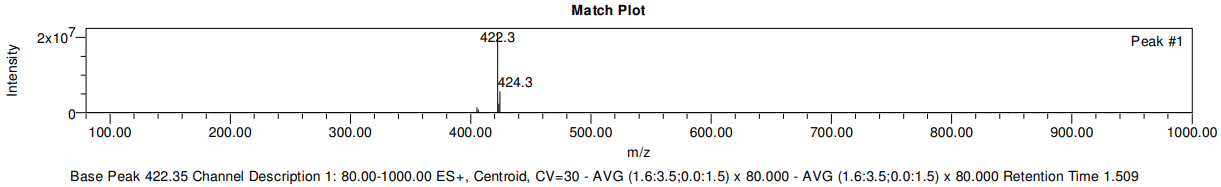 Match Plot
2x10^7
422.3
Peak #1
Intensity
424.3
0
100.00 200.00 300.00 400.00 500.00 600.00 700.00 800.00 900.00 1000.00
m/z
Base Peak 422.35 Channel Description 1: 80.00-1000.00 ES+, Centroid, CV=30 - AVG (1.6:3.5;0.0:1.5) x 80.000 - AVG (1.6:3.5;0.0:1.5) x 80.000 Retention Time 1.509